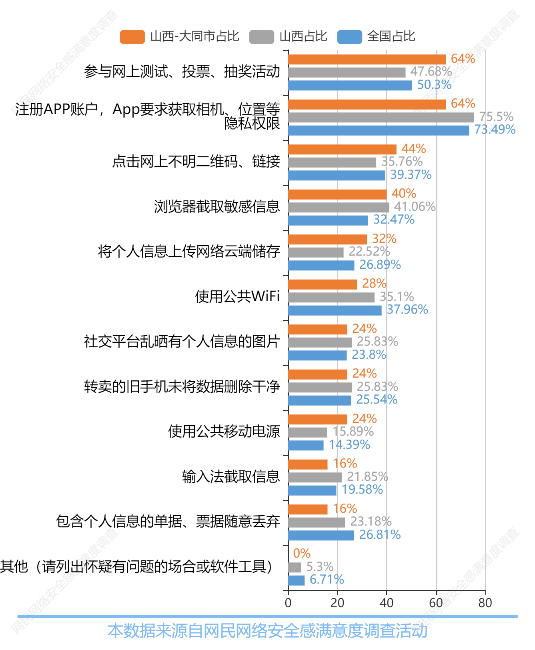 山西-大同市占比 山西占比 全国占比
参与网上测试、投票、抽奖活动 64% 47.68% 50.3%
注册APP账户，App要求获取相机、位置等
隐私权限 64% 75.5% 73.49%
点击网上不明二维码、链接 44% 35.76% 39.37%
浏览器截取敏感信息 40% 41.06% 32.47%
将个人信息上传网络云端储存 32% 22.52% 26.89%
使用公共WiFi 28% 35.1% 37.96%
社交平台乱晒有个人信息的图片 24% 25.83% 23.8%
转卖的旧手机未将数据删除干净 24% 25.83% 25.54%
使用公共移动电源 24% 15.89% 14.39%
输入法截取信息 16% 21.85% 19.58%
包含个人信息的单据、票据随意丢弃 16% 23.18% 26.81%
其他（请列出怀疑有问题的场合或软件工具） 0% 5.3% 6.71%
0 20 40 60 80
本数据来源自网民网络安全感满意度调查活动